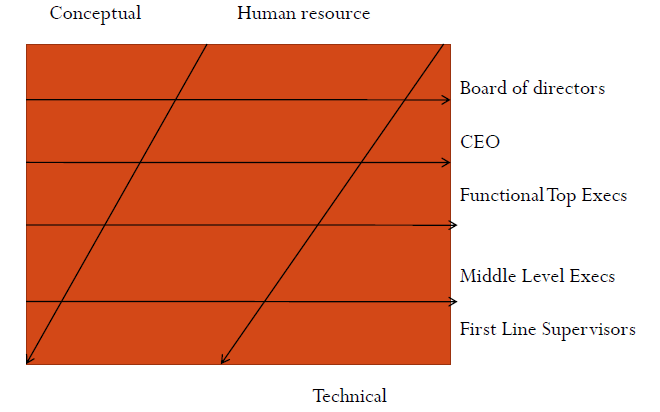 Conceptual
Human resource
Board of directors
CEO
Functional Top Execs
Middle Level Execs
First Line Supervisors
Technical